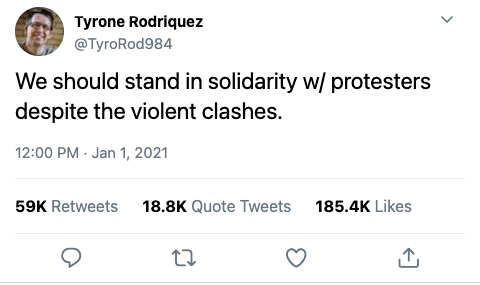 Tyrone Rodriquez
@TyroRod984
We should stand in solidarity w/ protesters
despite the violent clashes.
12:00 PM · Jan 1, 2021
59K Retweets 18.8K Quote Tweets 185.4K Likes